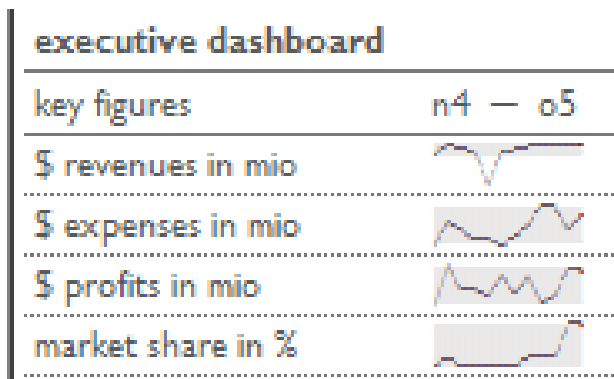 executive dashboard
key figures n4 – o5
$ revenues in mio
$ expenses in mio
$ profits in mio
market share in %